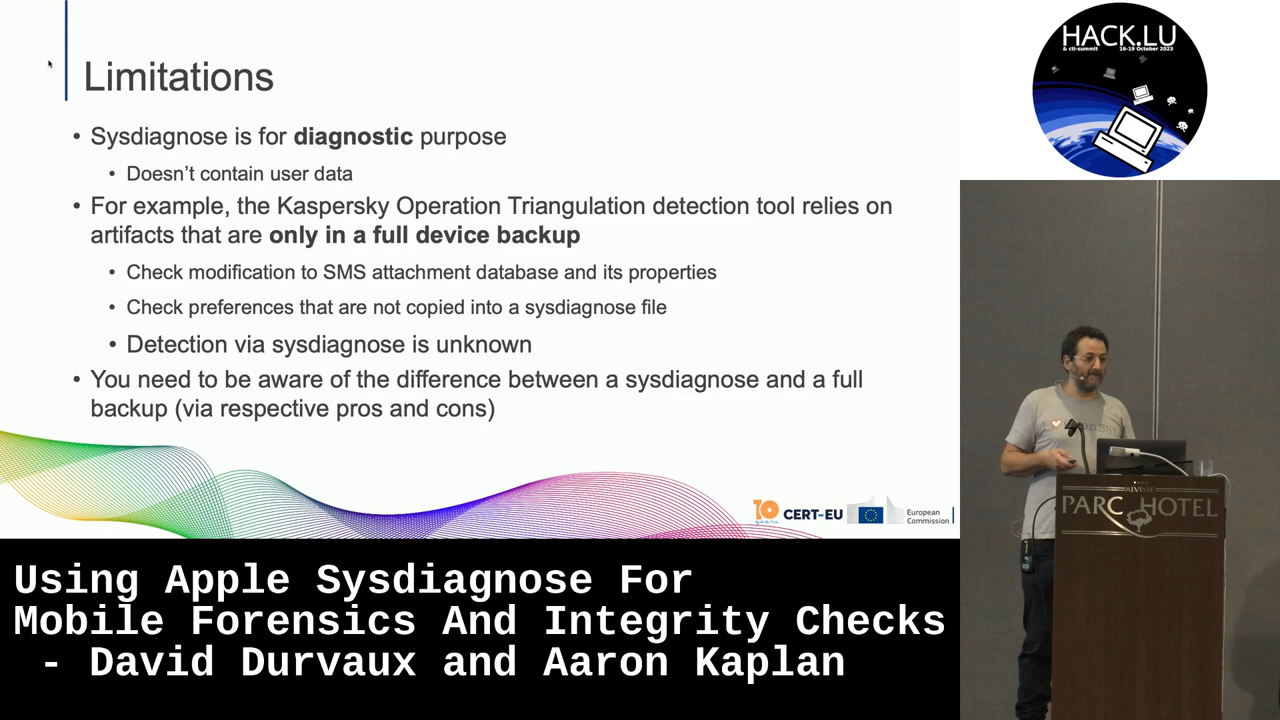 Limitations
• Sysdiagnose is for diagnostic purpose
• Doesn't contain user data
• For example, the Kaspersky Operation Triangulation detection tool relies on
artifacts that are only in a full device backup
• Check modification to SMS attachment database and its properties
• Check preferences that are not copied into a sysdiagnose file
• Detection via sysdiagnose is unknown
• You need to be aware of the difference between a sysdiagnose and a full
backup (via respective pros and cons)
10 years CERT-EU
European
Commission
HACK.LU
& cti-summit 16-19 October 2023
ALVISSE
PARC HOTEL
Using Apple Sysdiagnose For
Mobile Forensics And Integrity Checks
- David Durvaux and Aaron Kaplan